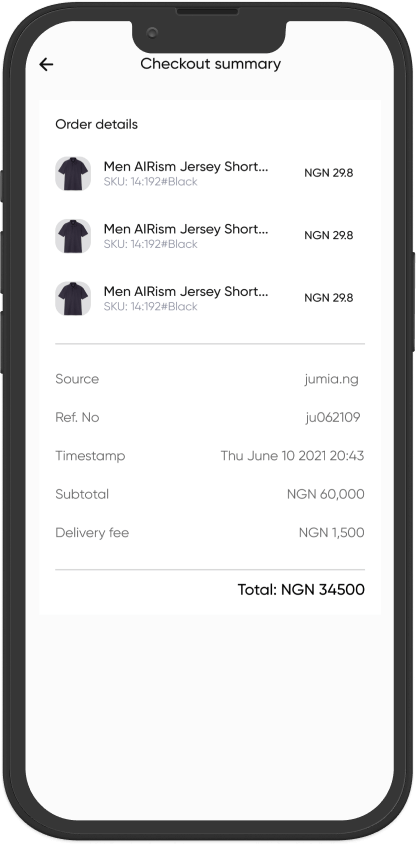 Checkout summary
Order details
Men AIRism Jersey Short...
NGN 29.8
SKU: 14:192#Black
Men AIRism Jersey Short...
NGN 29.8
SKU: 14:192#Black
Men AIRism Jersey Short...
NGN 29.8
SKU: 14:192#Black
Source jumia.ng
Ref. No ju062109
Timestamp Thu June 10 2021 20:43
Subtotal NGN 60,000
Delivery fee NGN 1,500
Total: NGN 34500